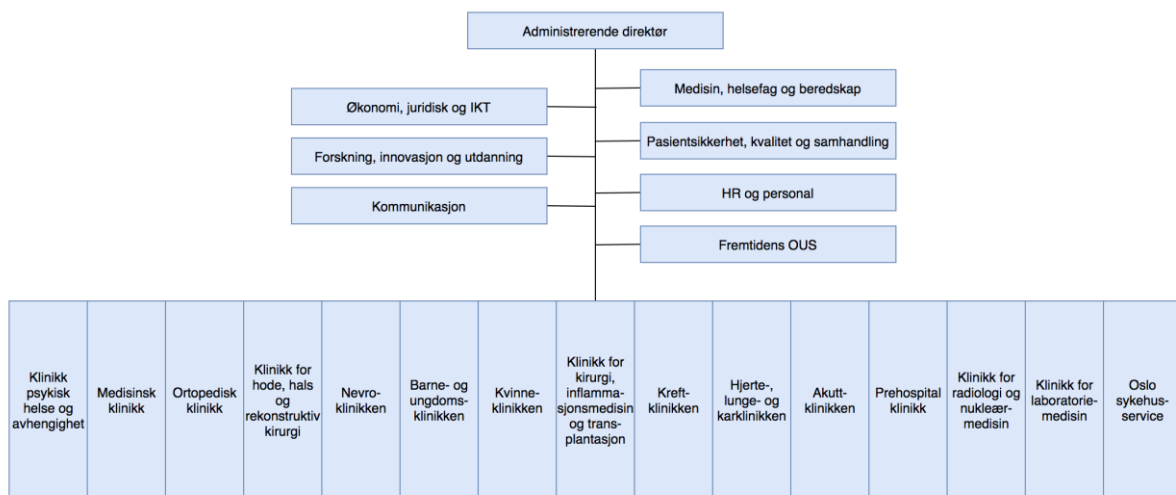 Administrerende direktør
Medisin, helsefag og beredskap
Økonomi, juridisk og IKT
Pasientsikkerhet, kvalitet og samhandling
Forskning, innovasjon og utdanning
HR og personal
Kommunikasjon
Fremtidens OUS
Klinikk
psykisk
helse og
avhengighet
Medisinsk
klinikk
Ortopedisk
klinikk
Klinikk for
hode, hals
og
rekonstruktiv
kirurgi
Nevro-
klinikken
Barne- og
ungdoms-
klinikken
Kvinne-
klinikken
Klinikk for
kirurgi,
inflamma-
sjonsmedisin
og trans-
plantasjon
Kreft-
klinikken
Hjerte-,
lunge- og
karklinikken
Akutt-
klinikken
Prehospital
klinikk
Klinikk for
radiologi og
nukleær-
medisin
Klinikk for
laboratorie-
medisin
Oslo
sykehus-
service